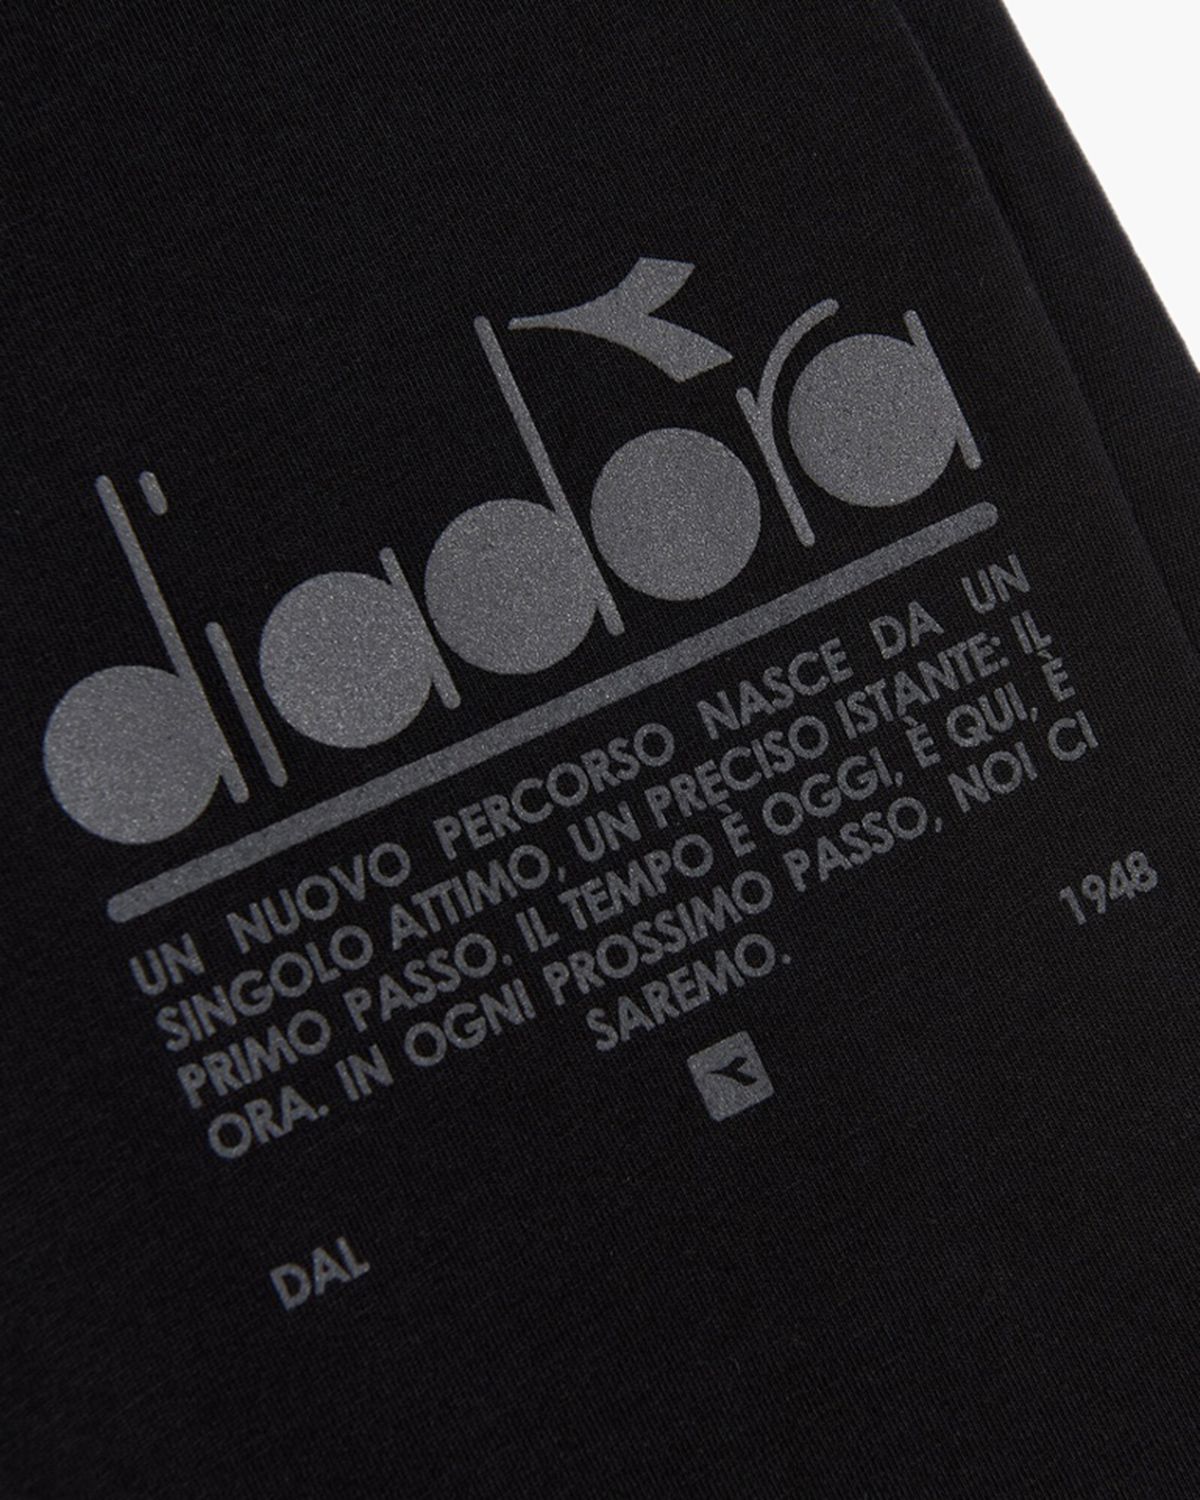 diadora
UN NUOVO PERCORSO NASCE DA UN
SINGOLO ATTIMO, UN PRECISO ISTANTE: IL
PRIMO PASSO. IL TEMPO È OGGI, È QUI, È
ORA. IN OGNI PROSSIMO PASSO, NOI CI
SAREMO.
DAL 1948